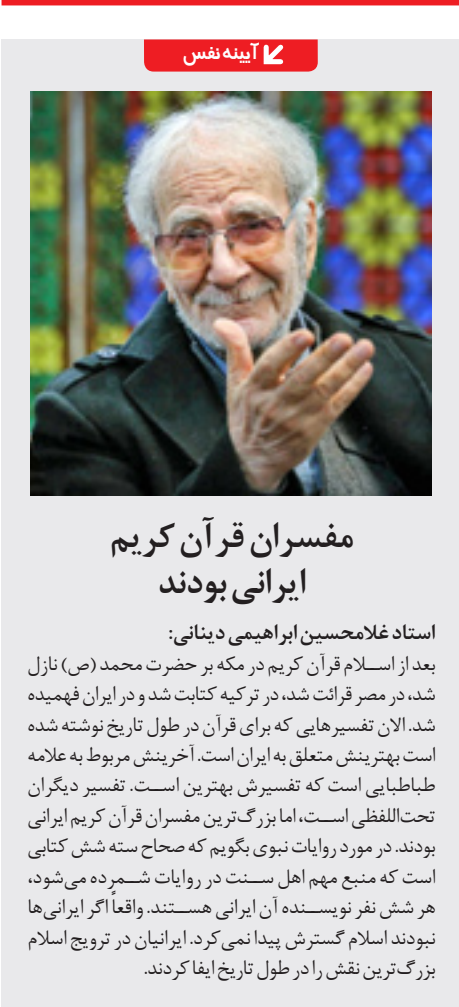 آیینه نفس
مفسران قرآن کریم
ایرانی بودند
استاد غلامحسین ابراهیمی دینانی:
بعد از اسلام قرآن کریم در مکه بر حضرت محمد (ص) نازل
شد، در مصر قرائت شد، در ترکیه کتابت شد و در ایران فهمیده
شد. الان تفسیرهایی که برای قرآن در طول تاریخ نوشته شده
است بهترینش متعلق به ایران است. آخرینش مربوط به علامه
طباطبایی است که تفسیرش بهترین است. تفسیر دیگران
تحت‌اللفظی است، اما بزرگ‌ترین مفسران قرآن کریم ایرانی
بودند. در مورد روایات نبوی بگویم که صحاح سته شش کتابی
است که منبع مهم اهل سنت در روایات شمرده می‌شود،
هر شش نفر نویسنده آن ایرانی هستند. واقعاً اگر ایرانی‌ها
نبودند اسلام گسترش پیدا نمی‌کرد. ایرانیان در ترویج اسلام
بزرگ‌ترین نقش را در طول تاریخ ایفا کردند.